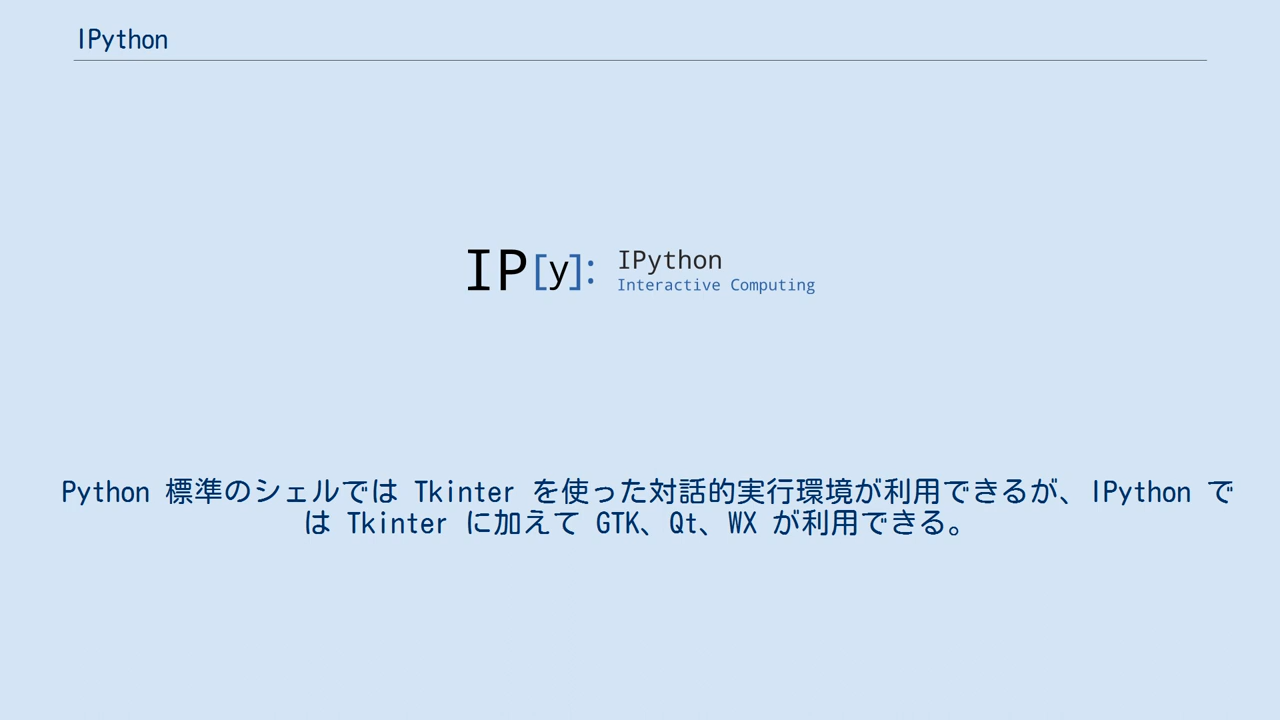 IPython
IP[y]:
IPython
Interactive Computing
Python 標準のシェルでは Tkinter を使った対話的実行環境が利用できるが、IPython で
は Tkinter に加えて GTK、Qt、WX が利用できる。